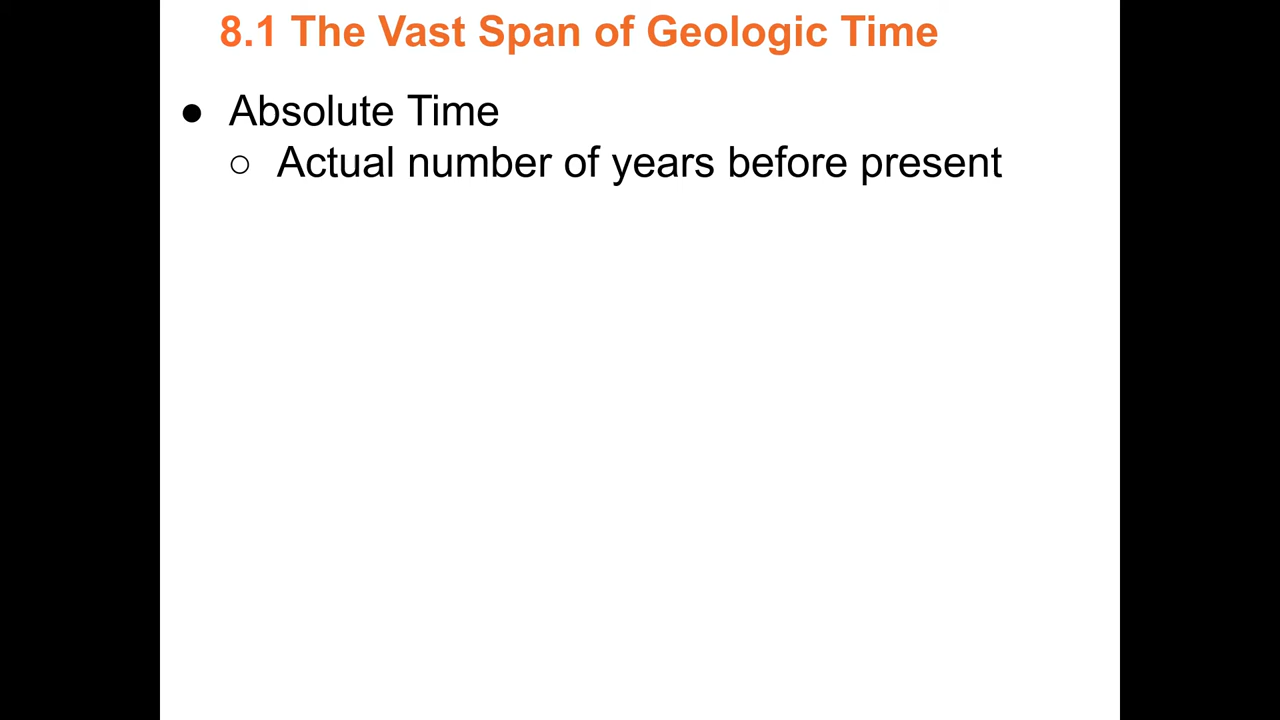 8.1 The Vast Span of Geologic Time
● Absolute Time
○ Actual number of years before present